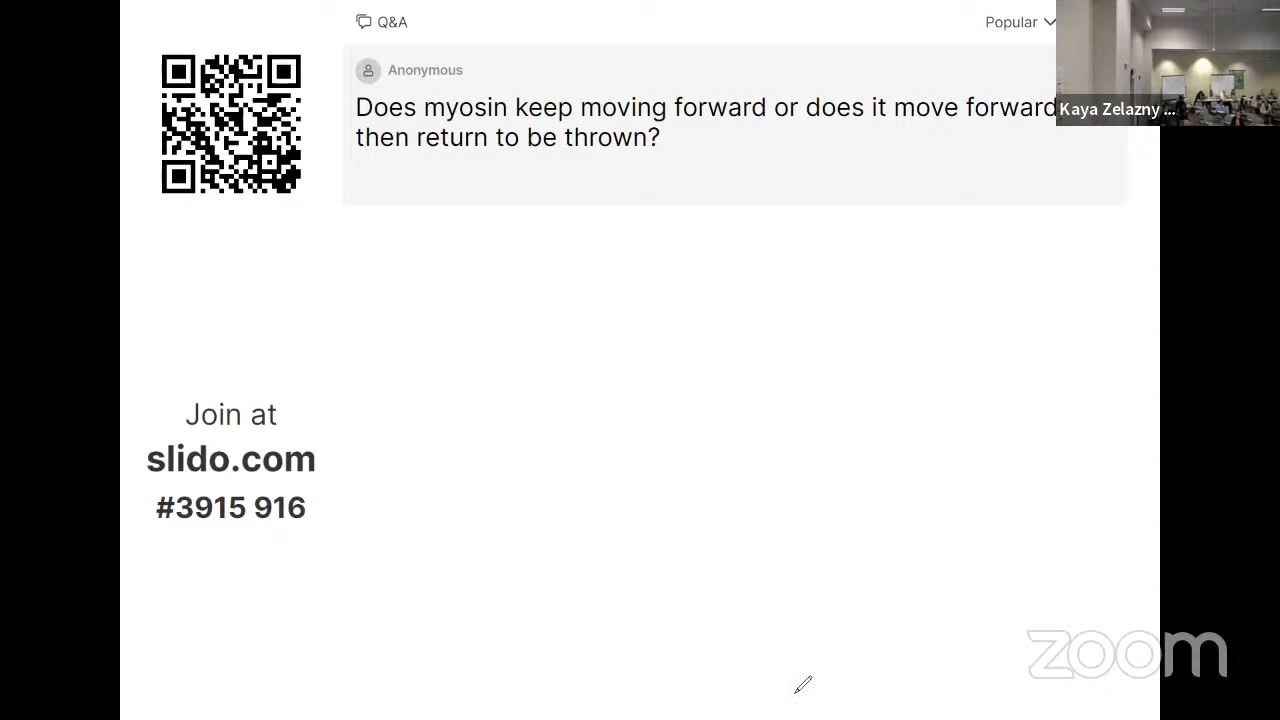 Q&A
Popular
Anonymous
Does myosin keep moving forward or does it move forward
then return to be thrown?
Kaya Zelazny ...
Join at
slido.com
#3915 916
zoom